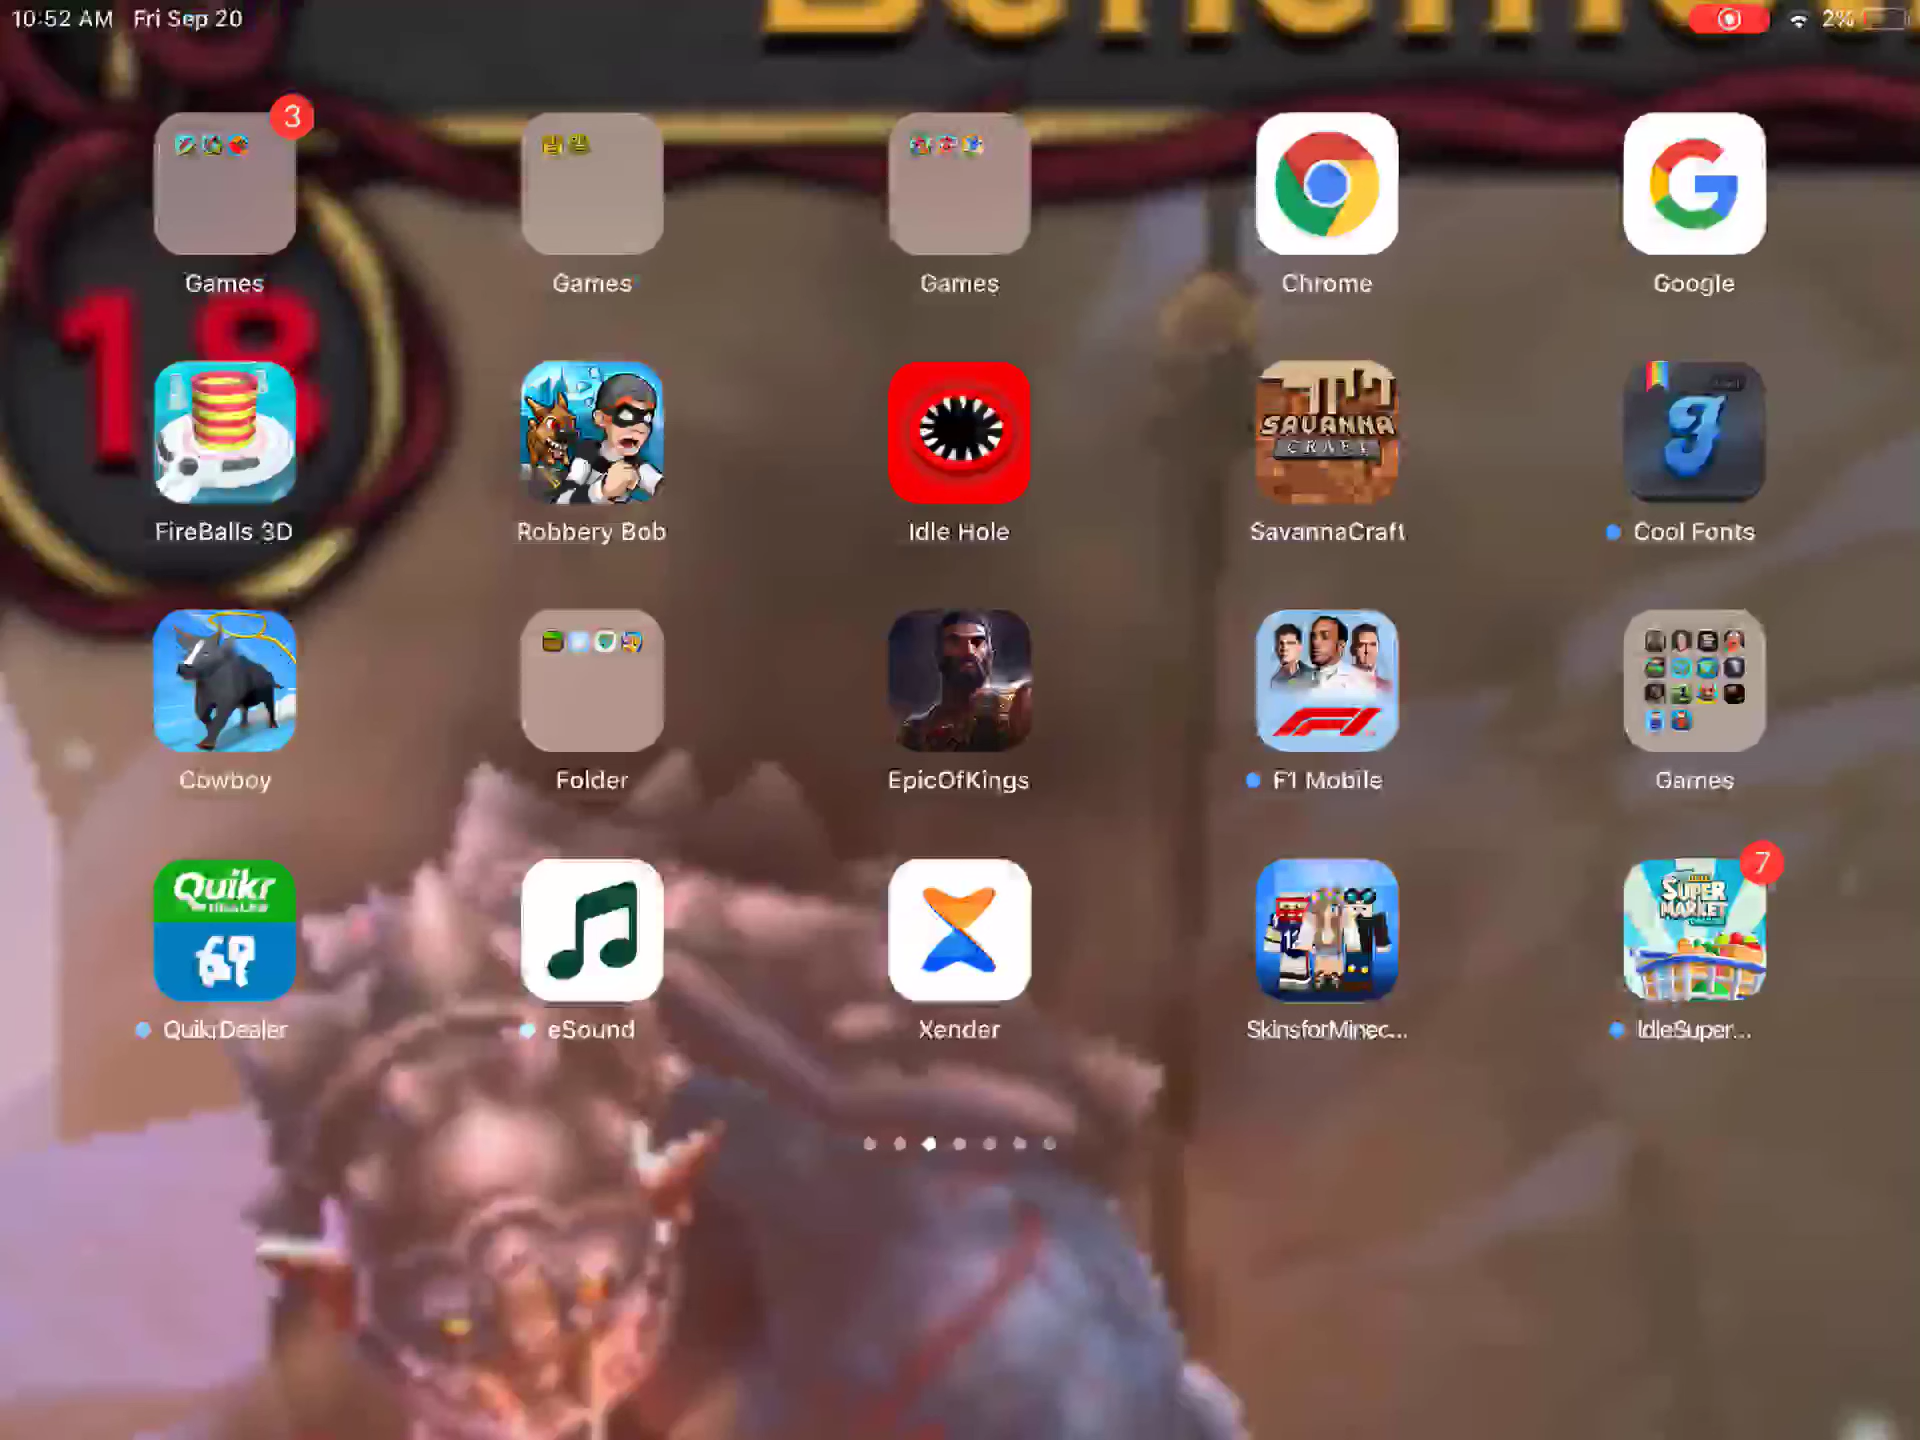 10:52 AM Fri Sep 20
2%
3
Games
Games
Games
Chrome
Google
18
FireBalls 3D
Robbery Bob
Idle Hole
SAVANNA
CRAFT
SavannaCraft
Cool Fonts
Cowboy
Folder
EpicOfKings
F1
F1 Mobile
Games
Quikr
QuikrDealer
eSound
Xender
SkinsforMinec...
7
SUPER
MARKET
IdleSuper...